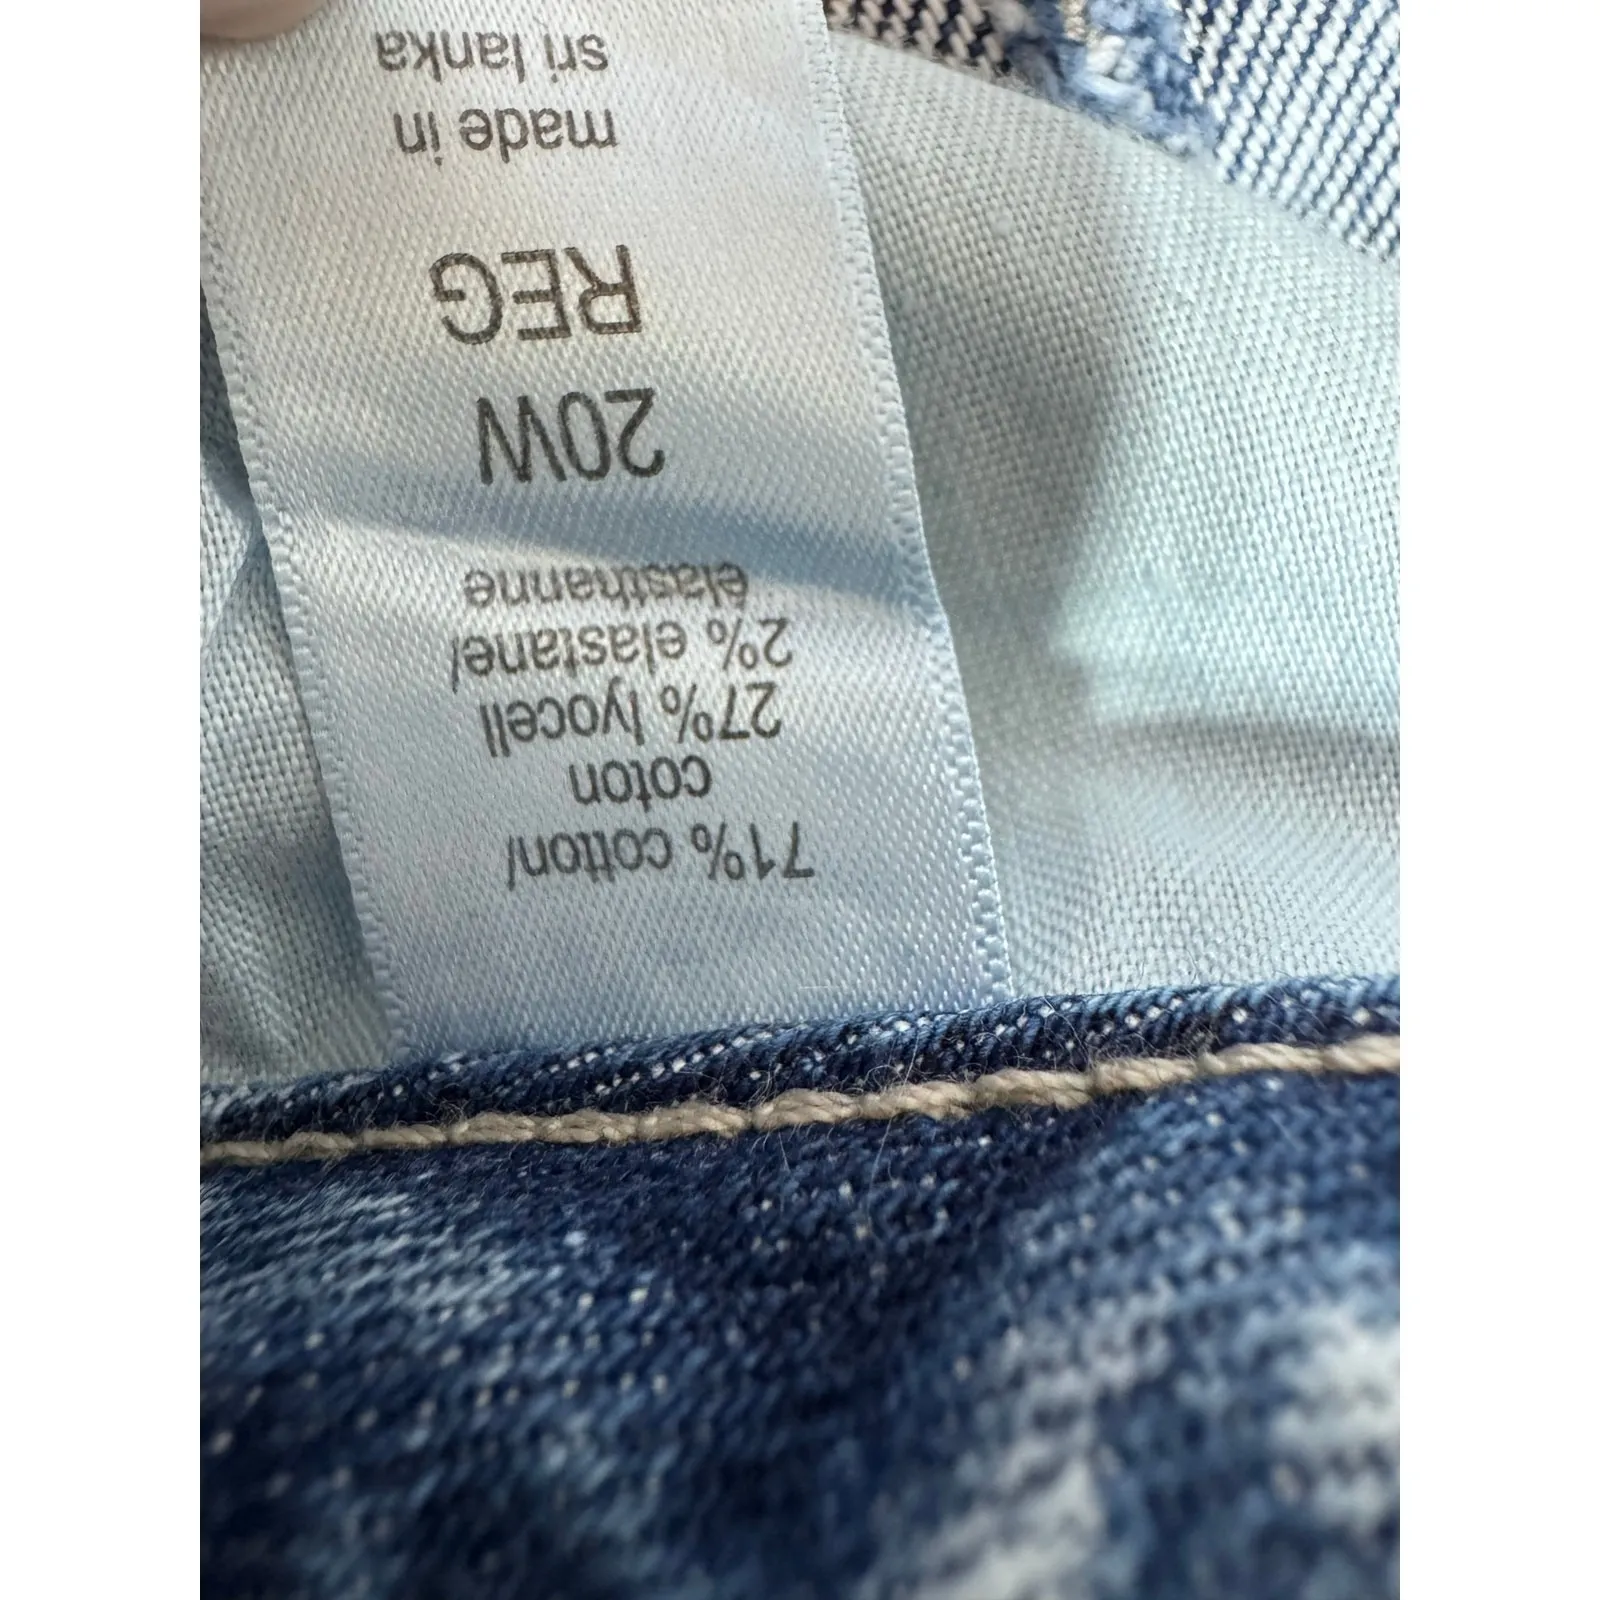 71% cotton/
coton
27% lyocell
2% elastane/
élasthanne
20W
REG
made in
sri lanka